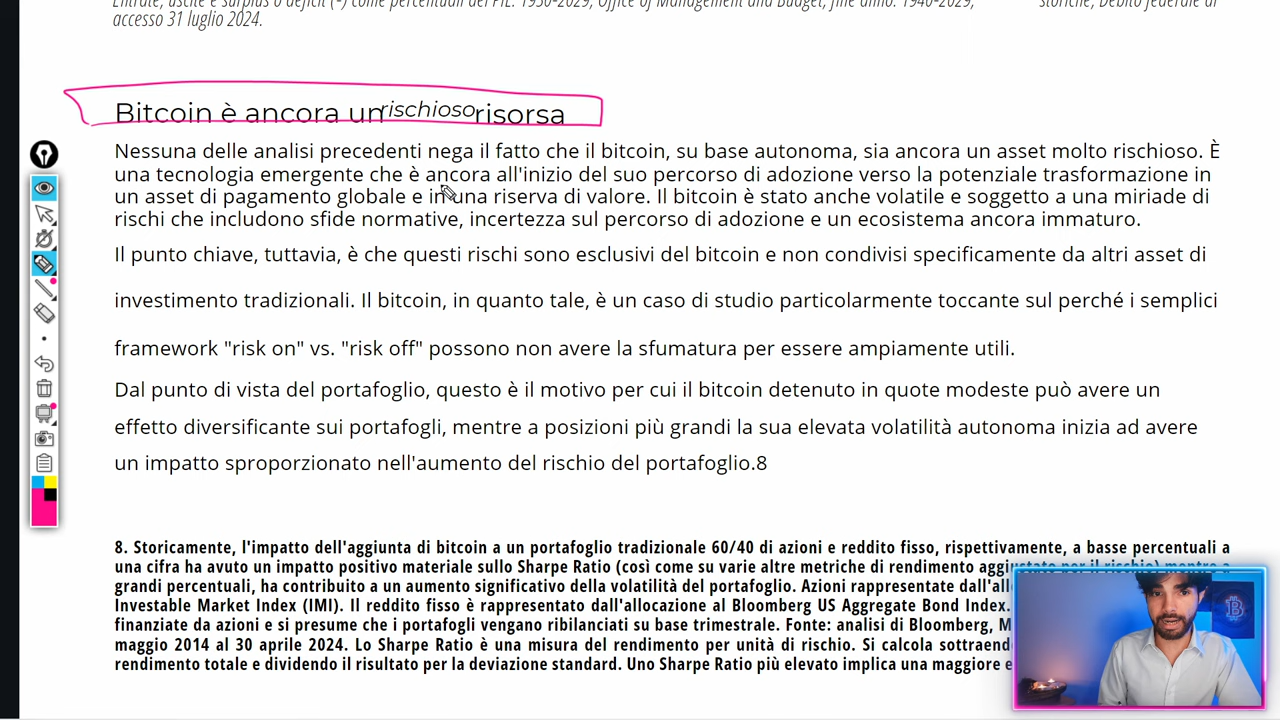 Entrate, uscite e surplus o deficit (-) come percentuali del PIL: 1930-2029; Office of Management and Budget, fine anno: 1940-2029; storiche, Debito federale al
accesso 31 luglio 2024.
Bitcoin è ancora un rischioso risorsa
Nessuna delle analisi precedenti nega il fatto che il bitcoin, su base autonoma, sia ancora un asset molto rischioso. È
una tecnologia emergente che è ancora all'inizio del suo percorso di adozione verso la potenziale trasformazione in
un asset di pagamento globale e in una riserva di valore. Il bitcoin è stato anche volatile e soggetto a una miriade di
rischi che includono sfide normative, incertezza sul percorso di adozione e un ecosistema ancora immaturo.
Il punto chiave, tuttavia, è che questi rischi sono esclusivi del bitcoin e non condivisi specificamente da altri asset di
investimento tradizionali. Il bitcoin, in quanto tale, è un caso di studio particolarmente toccante sul perché i semplici
framework "risk on" vs. "risk off" possono non avere la sfumatura per essere ampiamente utili.
Dal punto di vista del portafoglio, questo è il motivo per cui il bitcoin detenuto in quote modeste può avere un
effetto diversificante sui portafogli, mentre a posizioni più grandi la sua elevata volatilità autonoma inizia ad avere
un impatto sproporzionato nell'aumento del rischio del portafoglio.8
8. Storicamente, l'impatto dell'aggiunta di bitcoin a un portafoglio tradizionale 60/40 di azioni e reddito fisso, rispettivamente, a basse percentuali a
una cifra ha avuto un impatto positivo materiale sullo Sharpe Ratio (così come su varie altre metriche di rendimento aggiustato per il rischio) mentre a
grandi percentuali, ha contribuito a un aumento significativo della volatilità del portafoglio. Azioni rappresentate dall'all
Investable Market Index (IMI). Il reddito fisso è rappresentato dall'allocazione al Bloomberg US Aggregate Bond Index.
finanziate da azioni e si presume che i portafogli vengano ribilanciati su base trimestrale. Fonte: analisi di Bloomberg, M
maggio 2014 al 30 aprile 2024. Lo Sharpe Ratio è una misura del rendimento per unità di rischio. Si calcola sottraend
rendimento totale e dividendo il risultato per la deviazione standard. Uno Sharpe Ratio più elevato implica una maggiore e